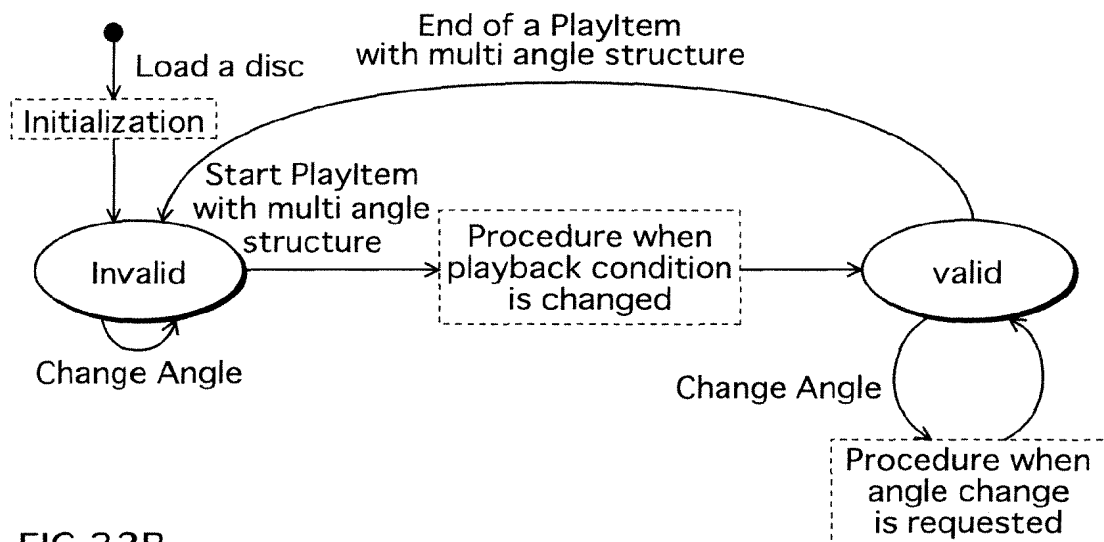 End of a PlayItem
with multi angle structure
Load a disc
Initialization
Start PlayItem
with multi angle
structure
Procedure when
playback condition
is changed
Invalid
valid
Change Angle
Change Angle
Procedure when
angle change
is requested